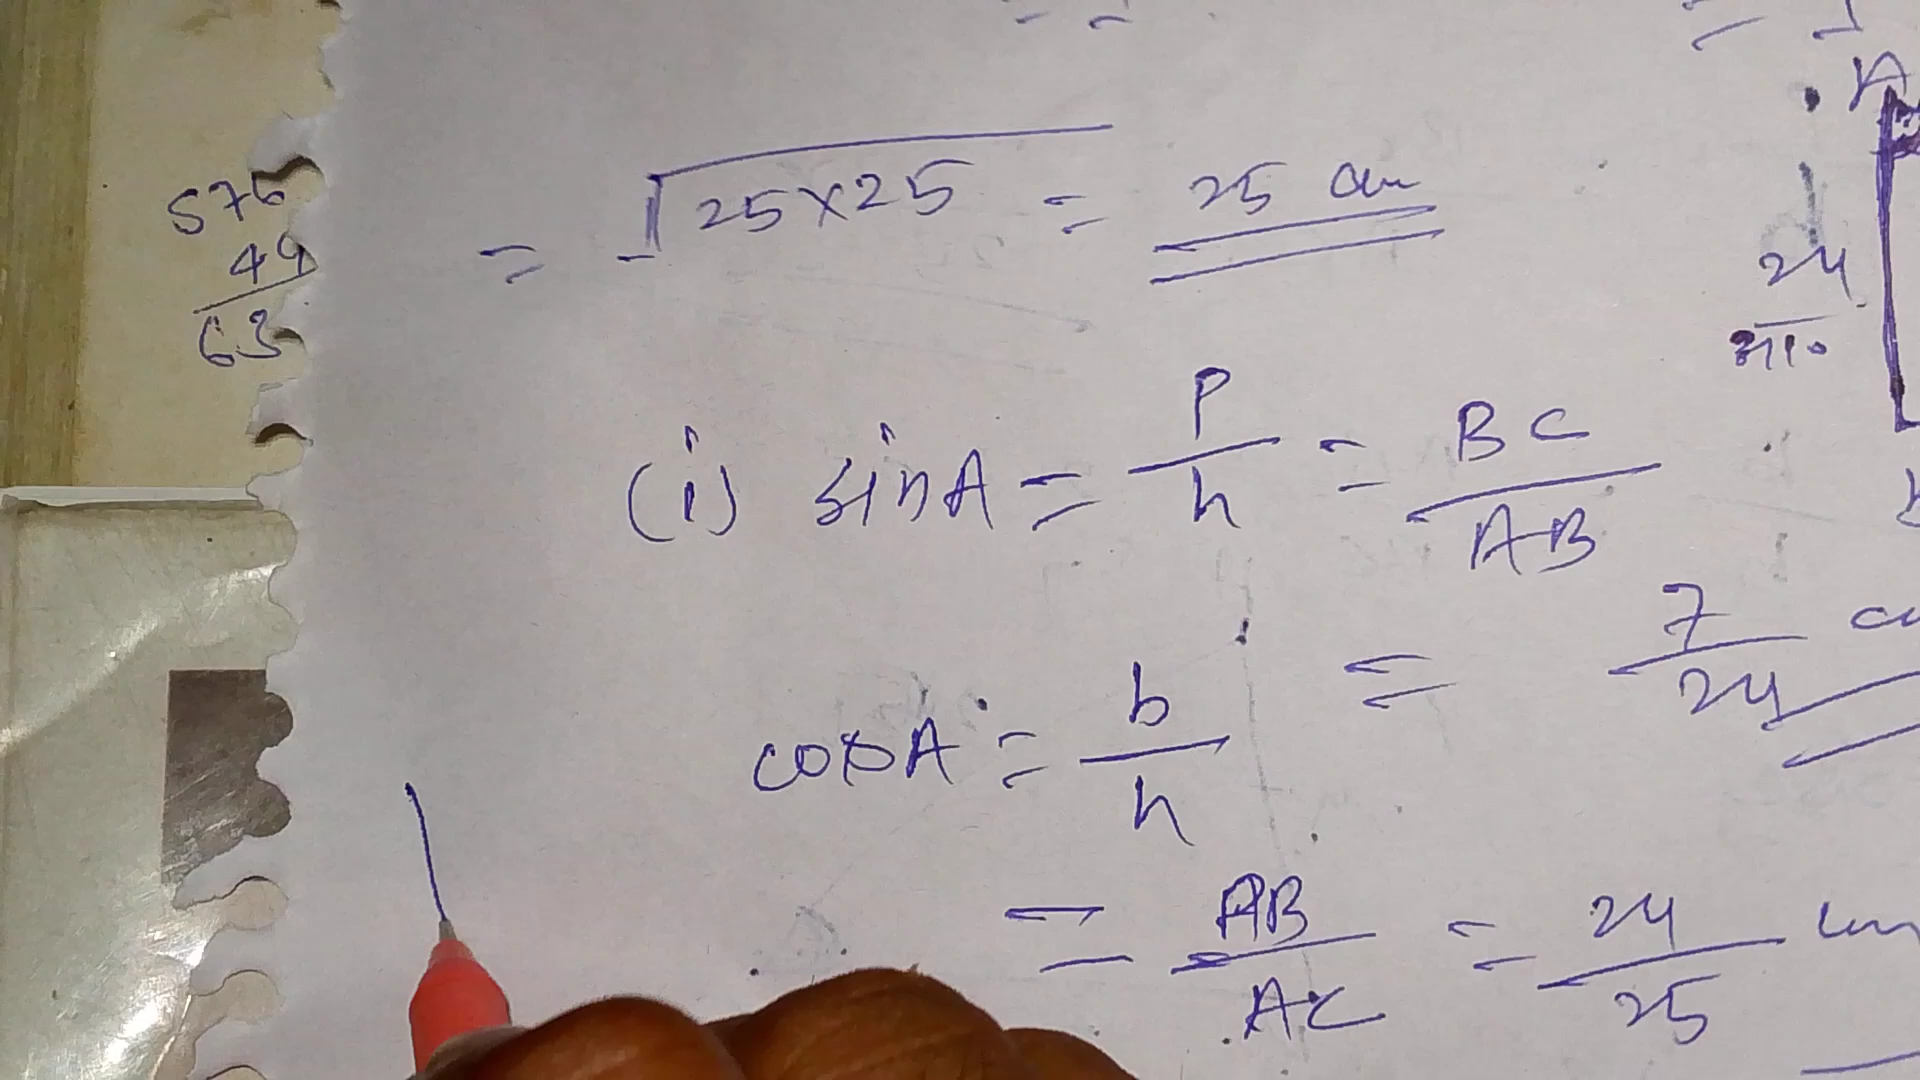 = √25×25 = 25 cm
576
49
63
A
24
(i) sinA = P/h = BC/AB
= 7/24
cosA = b/h
= AB/AC = 24/25